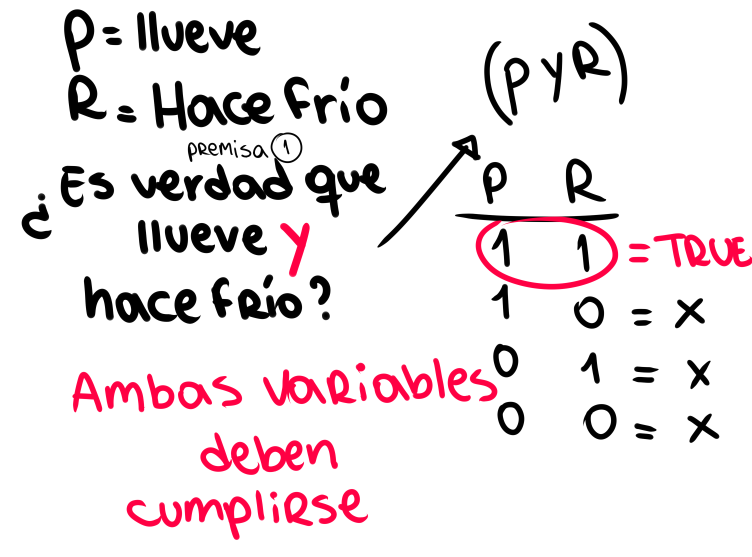 P = llueve
R = Hace frío
premisa 1
¿Es verdad que
llueve y
hace frío?
Ambas variables
deben
cumplirse
(P y R)
P R
1 1 = TRUE
1 0 = X
0 1 = X
0 0 = X